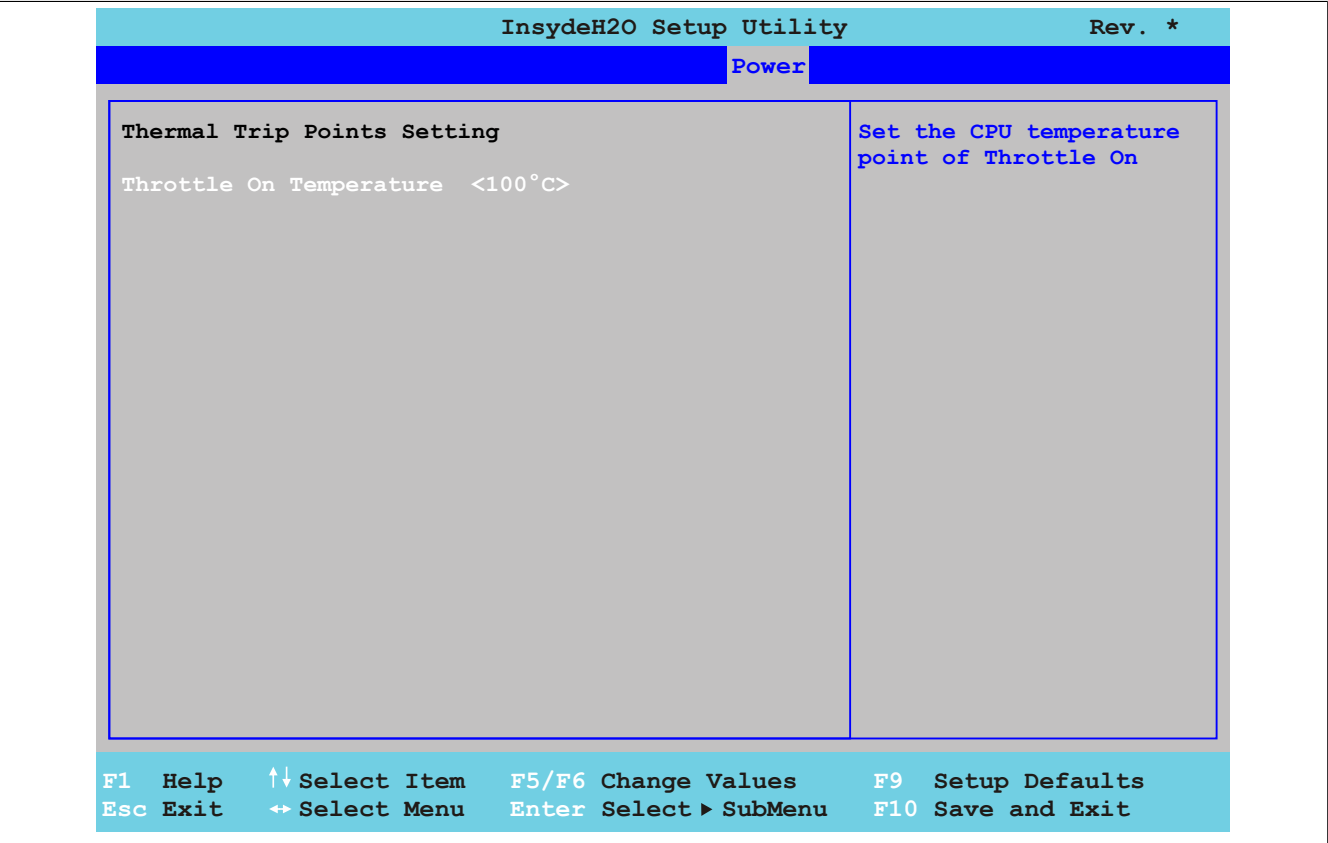 InsydeH2O Setup Utility Rev. *
Power
Thermal Trip Points Setting
Throttle On Temperature <100°C>
Set the CPU temperature
point of Throttle On
F1 Help ↑↓ Select Item F5/F6 Change Values F9 Setup Defaults
Esc Exit ↔ Select Menu Enter Select ▶ SubMenu F10 Save and Exit